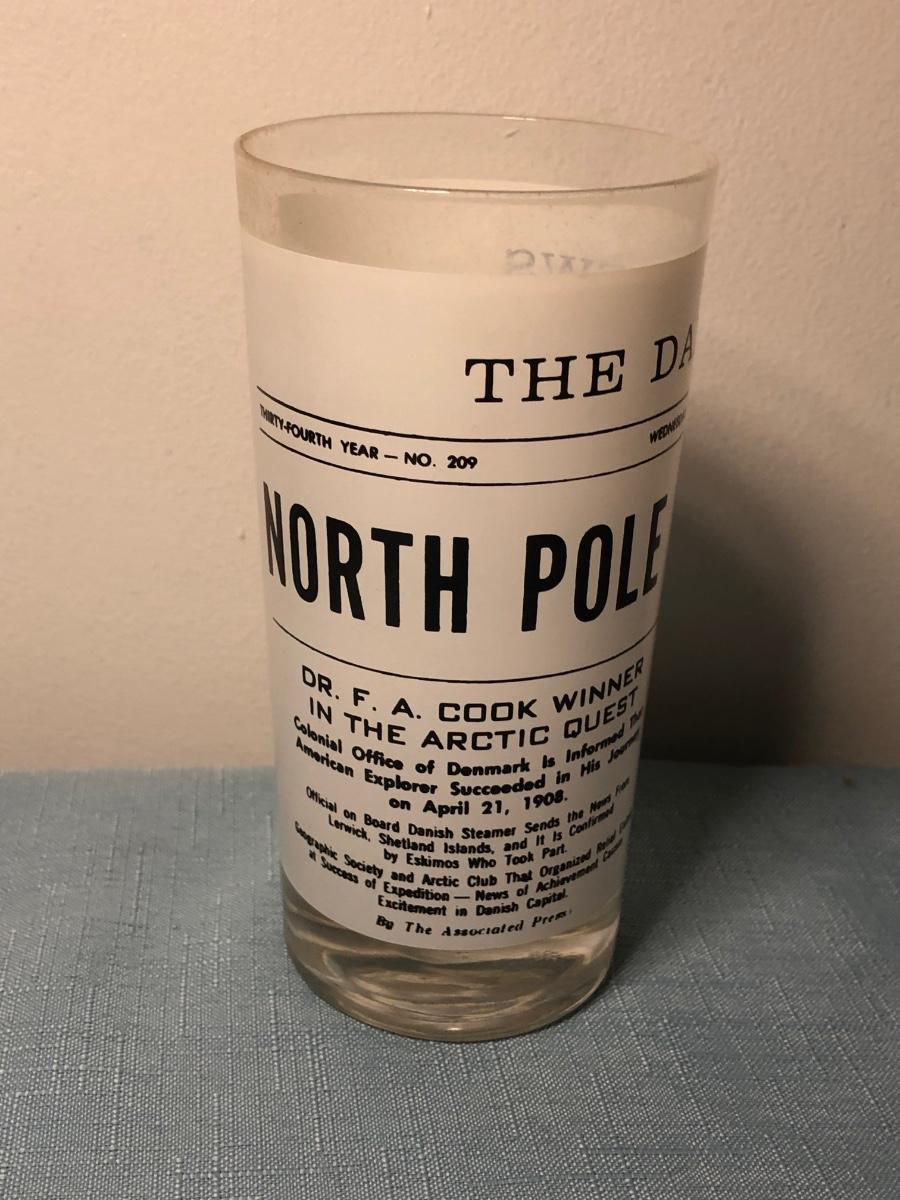 THE DA
THIRTY-FOURTH YEAR — NO. 209
NORTH POLE
DR. F. A. COOK WINNER
IN THE ARCTIC QUEST
Colonial Office of Denmark Is Informed That
American Explorer Succeeded in His Journey
on April 21, 1908.
Official on Board Danish Steamer Sends the News From
Lerwick, Shetland Islands, and It Is Confirmed
by Eskimos Who Took Part.
Geographic Society and Arctic Club That Organized Relief
at Success of Expedition — News of Achievement
Excitement in Danish Capital.
By The Associated Press.